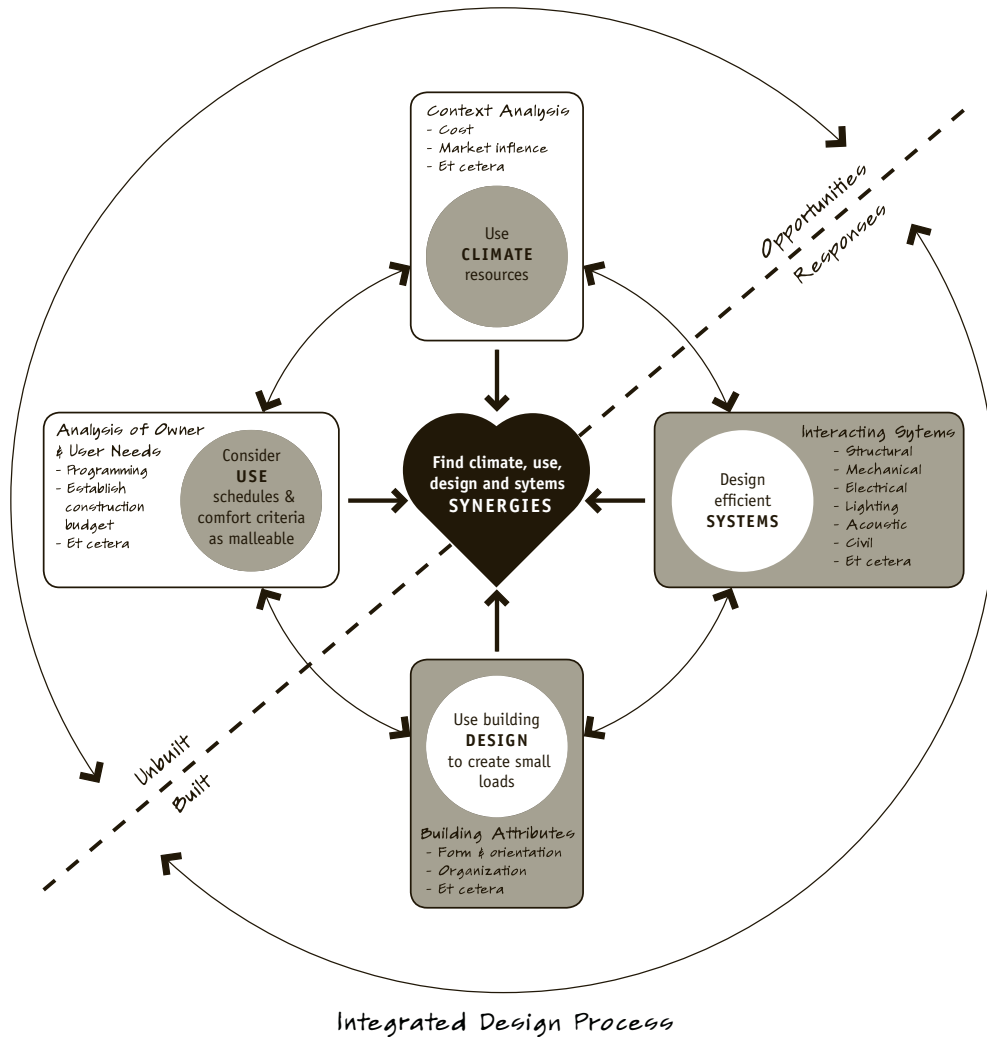 Context Analysis
- Cost
- Market inflence
- Et cetera
Use
CLIMATE
resources
Opportunities
Responses
Analysis of Owner
& User Needs
- Programming
- Establish
construction
budget
- Et cetera
Consider
USE
schedules &
comfort criteria
as malleable
Find climate, use,
design and sytems
SYNERGIES
Design
efficient
SYSTEMS
Interacting Sytems
- Structural
- Mechanical
- Electrical
- Lighting
- Acoustic
- Civil
- Et cetera
Unbuilt
Built
Use building
DESIGN
to create small
loads
Building Attributes
- Form & orientation
- Organization
- Et cetera
Integrated Design Process